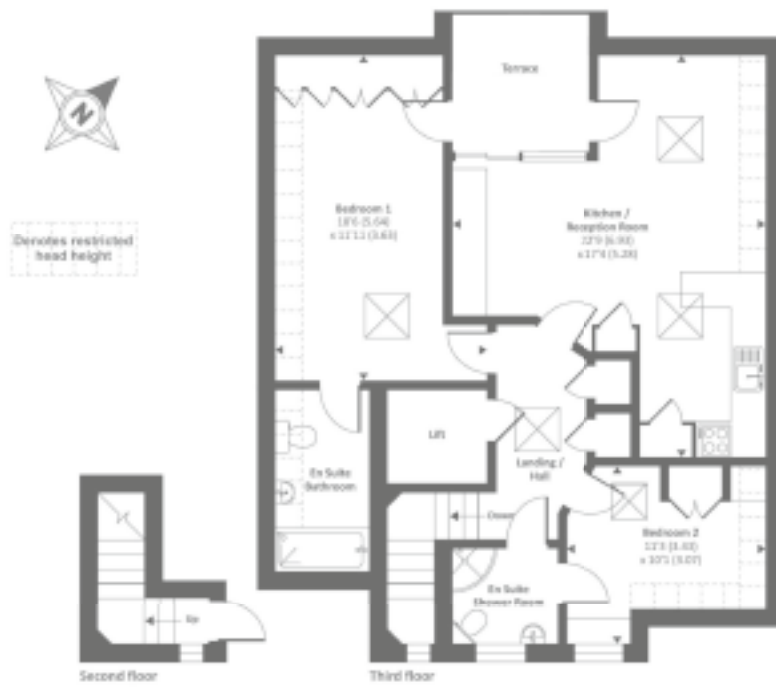 Terrace
N
Bedroom 1
18'6 (5.64)
x 11'11 (3.63)
Kitchen /
Reception Room
22'9 (6.93)
x 17'4 (5.28)
Denotes restricted
head height
Lift
Landing /
Hall
En Suite
Bathroom
Down
Bedroom 2
11'3 (3.43)
x 10'1 (3.07)
En Suite
Shower Room
Up
Second floor
Third floor